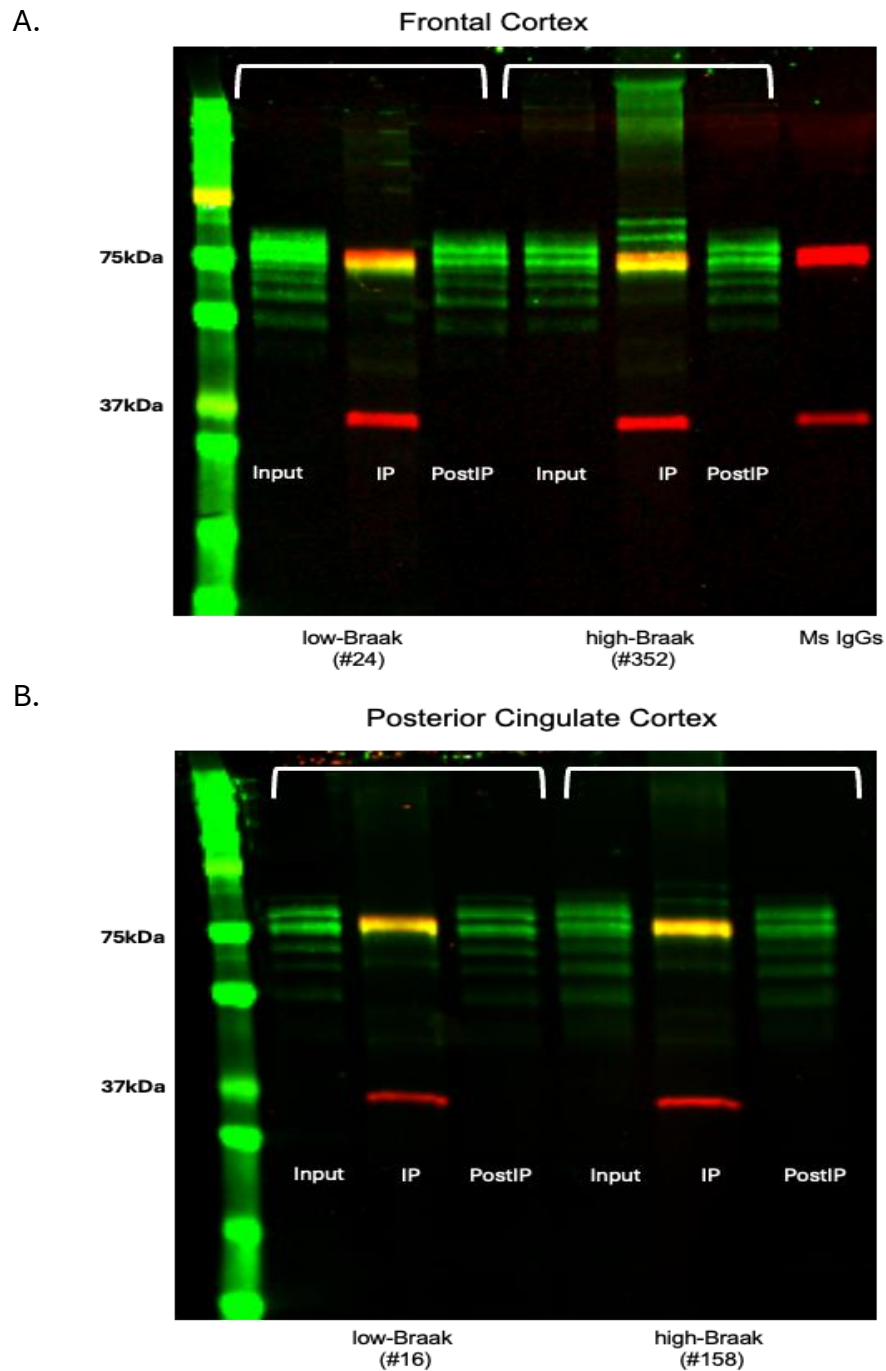 A.
Frontal Cortex
75kDa
37kDa
Input IP PostIP Input IP PostIP
low-Braak high-Braak Ms IgGs
(#24) (#352)
B.
Posterior Cingulate Cortex
75kDa
37kDa
Input IP PostIP Input IP PostIP
low-Braak high-Braak
(#16) (#158)